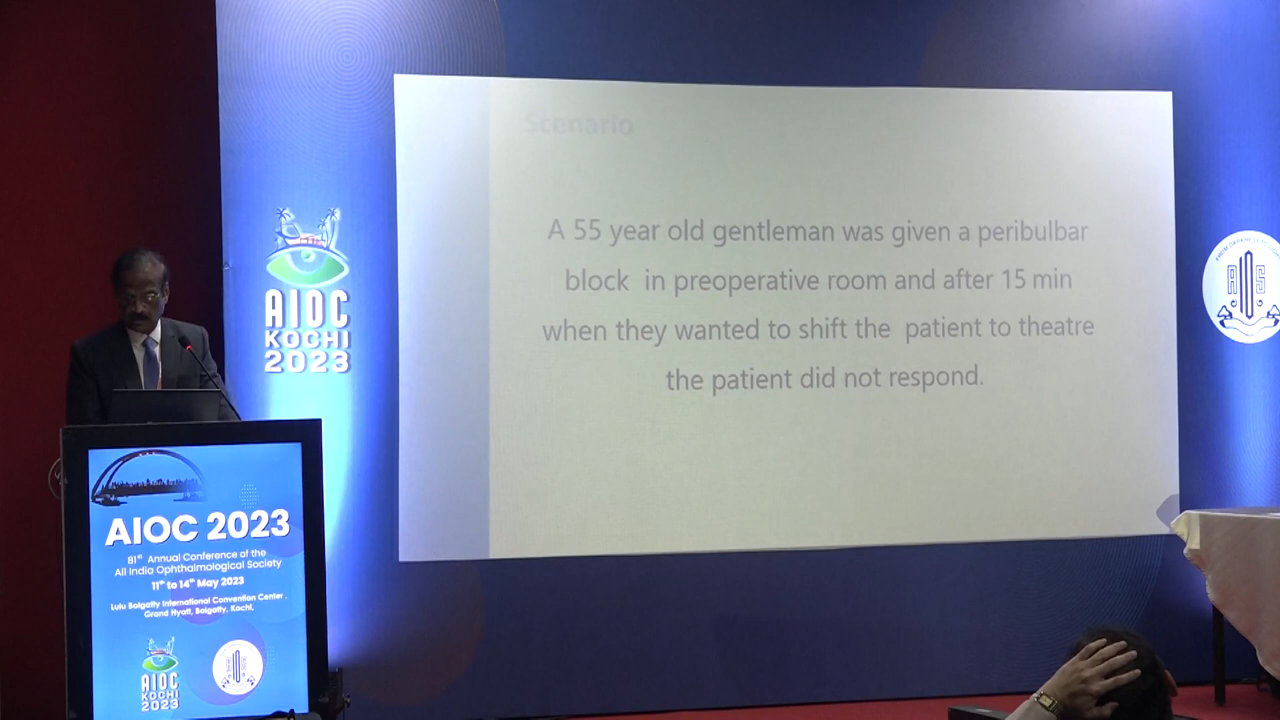 Scenario
A 55 year old gentleman was given a peribulbar
block in preoperative room and after 15 min
when they wanted to shift the patient to theatre
the patient did not respond.
AIOC
KOCHI
2023
AIOC 2023
81st Annual Conference of the
All India Ophthalmological Society
11th to 14th May 2023
Lulu Bolgatty International Convention Center .
Grand Hyatt, Bolgatty, Kochi.
AIOC
KOCHI
2023